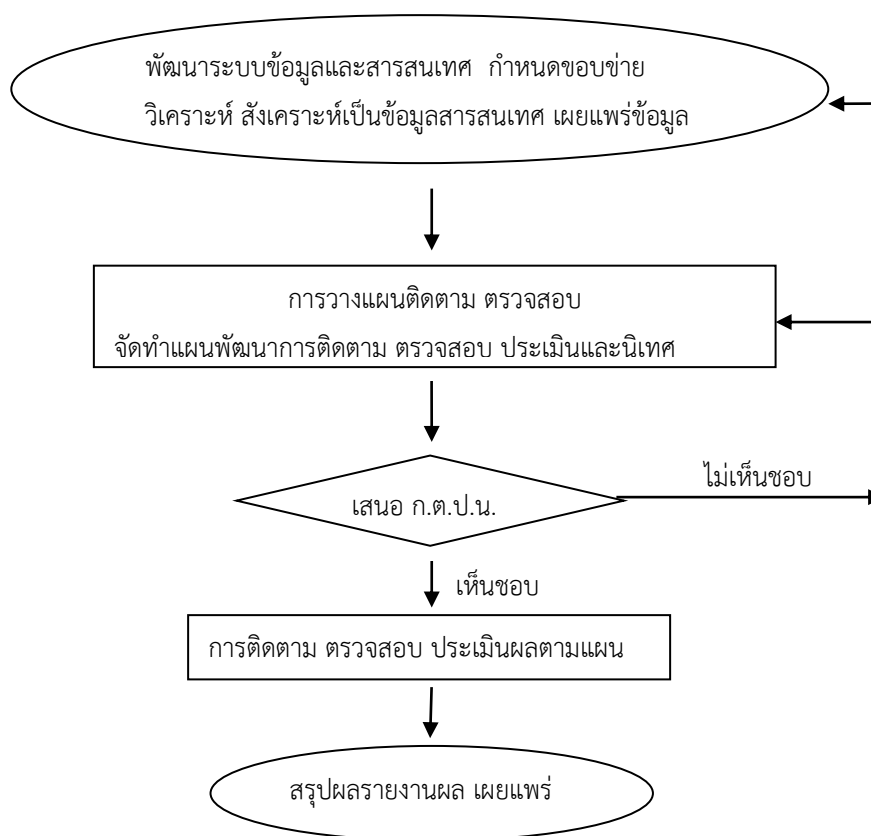 พัฒนาระบบข้อมูลและสารสนเทศ กำหนดขอบข่าย
วิเคราะห์ สังเคราะห์เป็นข้อมูลสารสนเทศ เผยแพร่ข้อมูล
การวางแผนติดตาม ตรวจสอบ
จัดทำแผนพัฒนาการติดตาม ตรวจสอบ ประเมินและนิเทศ
ไม่เห็นชอบ
เสนอ ก.ต.ป.น.
เห็นชอบ
การติดตาม ตรวจสอบ ประเมินผลตามแผน
สรุปผลรายงานผล เผยแพร่